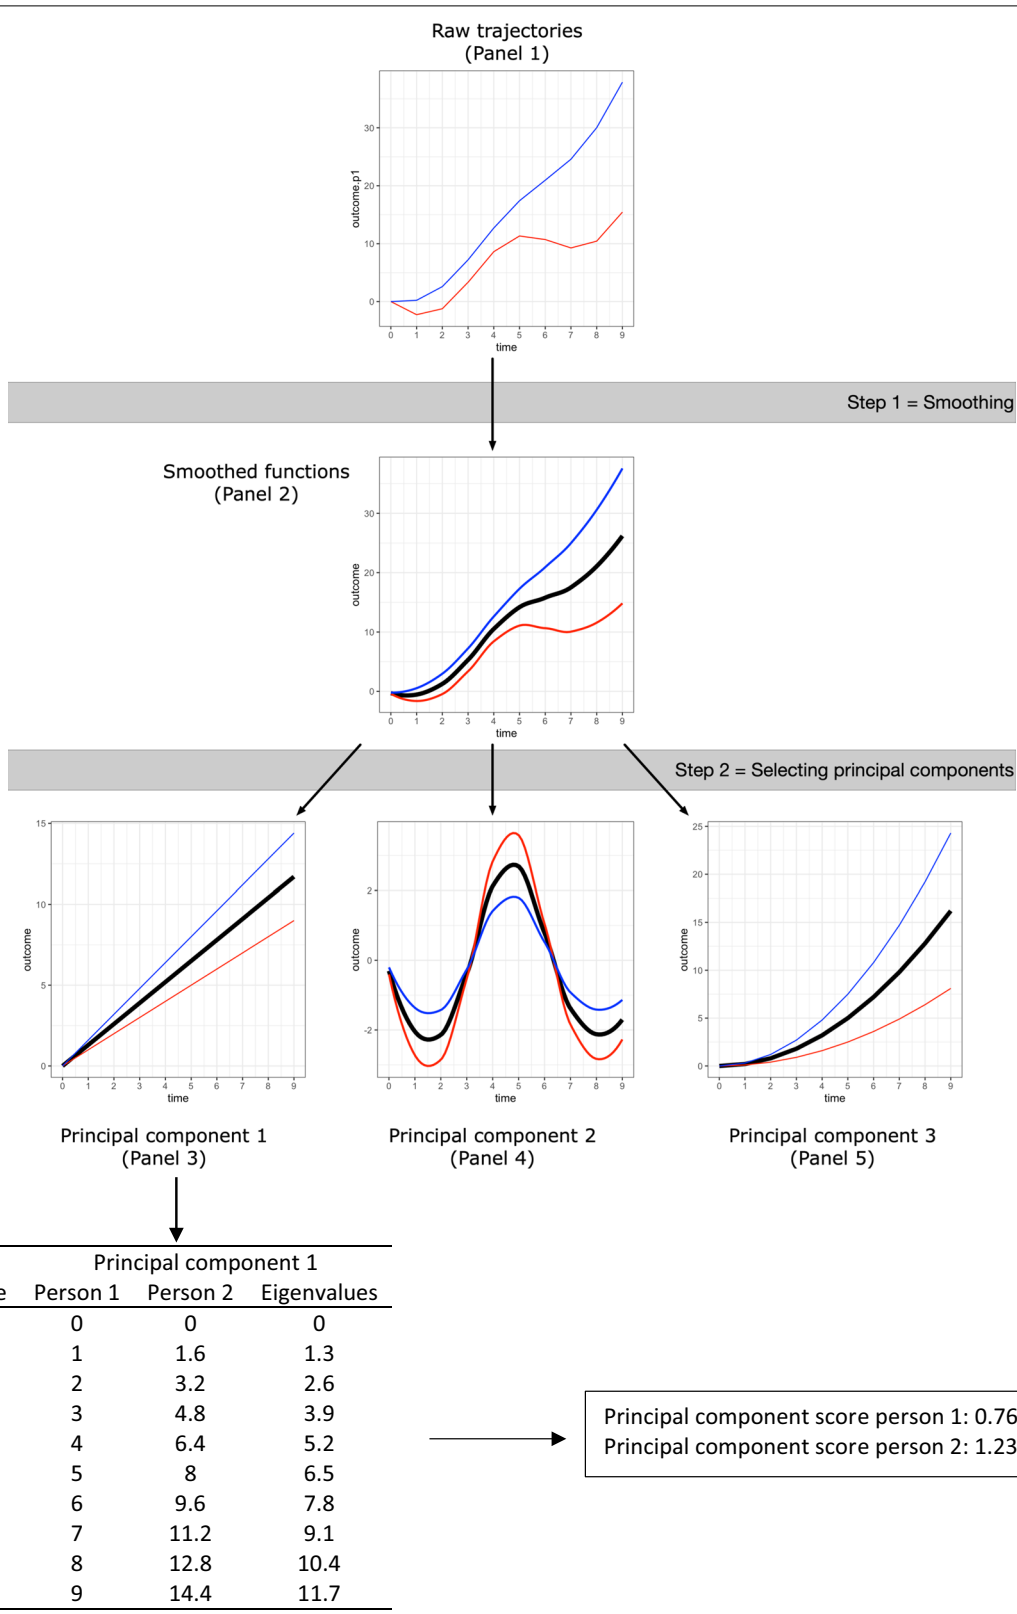 Raw trajectories
(Panel 1)
30
20
10
0
outcome.p1
0 1 2 3 4 5 6 7 8 9
time
Step 1 = Smoothing
Smoothed functions
(Panel 2)
30
20
10
0
outcome
0 1 2 3 4 5 6 7 8 9
time
Step 2 = Selecting principal components
15
10
5
0
outcome
0 1 2 3 4 5 6 7 8 9
time
2
0
-2
outcome
0 1 2 3 4 5 6 7 8 9
time
25
20
15
10
5
0
outcome
0 1 2 3 4 5 6 7 8 9
time
Principal component 1
(Panel 3)
Principal component 2
(Panel 4)
Principal component 3
(Panel 5)
Principal component 1
e Person 1 Person 2 Eigenvalues
0 0 0
1 1.6 1.3
2 3.2 2.6
3 4.8 3.9
4 6.4 5.2
5 8 6.5
6 9.6 7.8
7 11.2 9.1
8 12.8 10.4
9 14.4 11.7
Principal component score person 1: 0.76
Principal component score person 2: 1.23